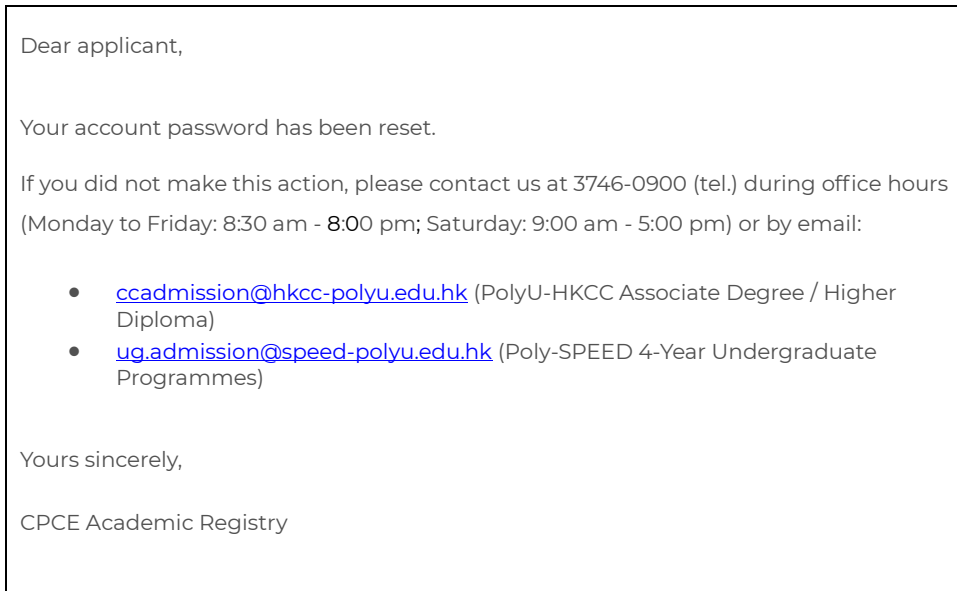 Dear applicant,
Your account password has been reset.
If you did not make this action, please contact us at 3746-0900 (tel.) during office hours
(Monday to Friday: 8:30 am - 8:00 pm; Saturday: 9:00 am - 5:00 pm) or by email:
● ccadmission@hkcc-polyu.edu.hk (PolyU-HKCC Associate Degree / Higher
Diploma)
● ug.admission@speed-polyu.edu.hk (Poly-SPEED 4-Year Undergraduate
Programmes)
Yours sincerely,
CPCE Academic Registry